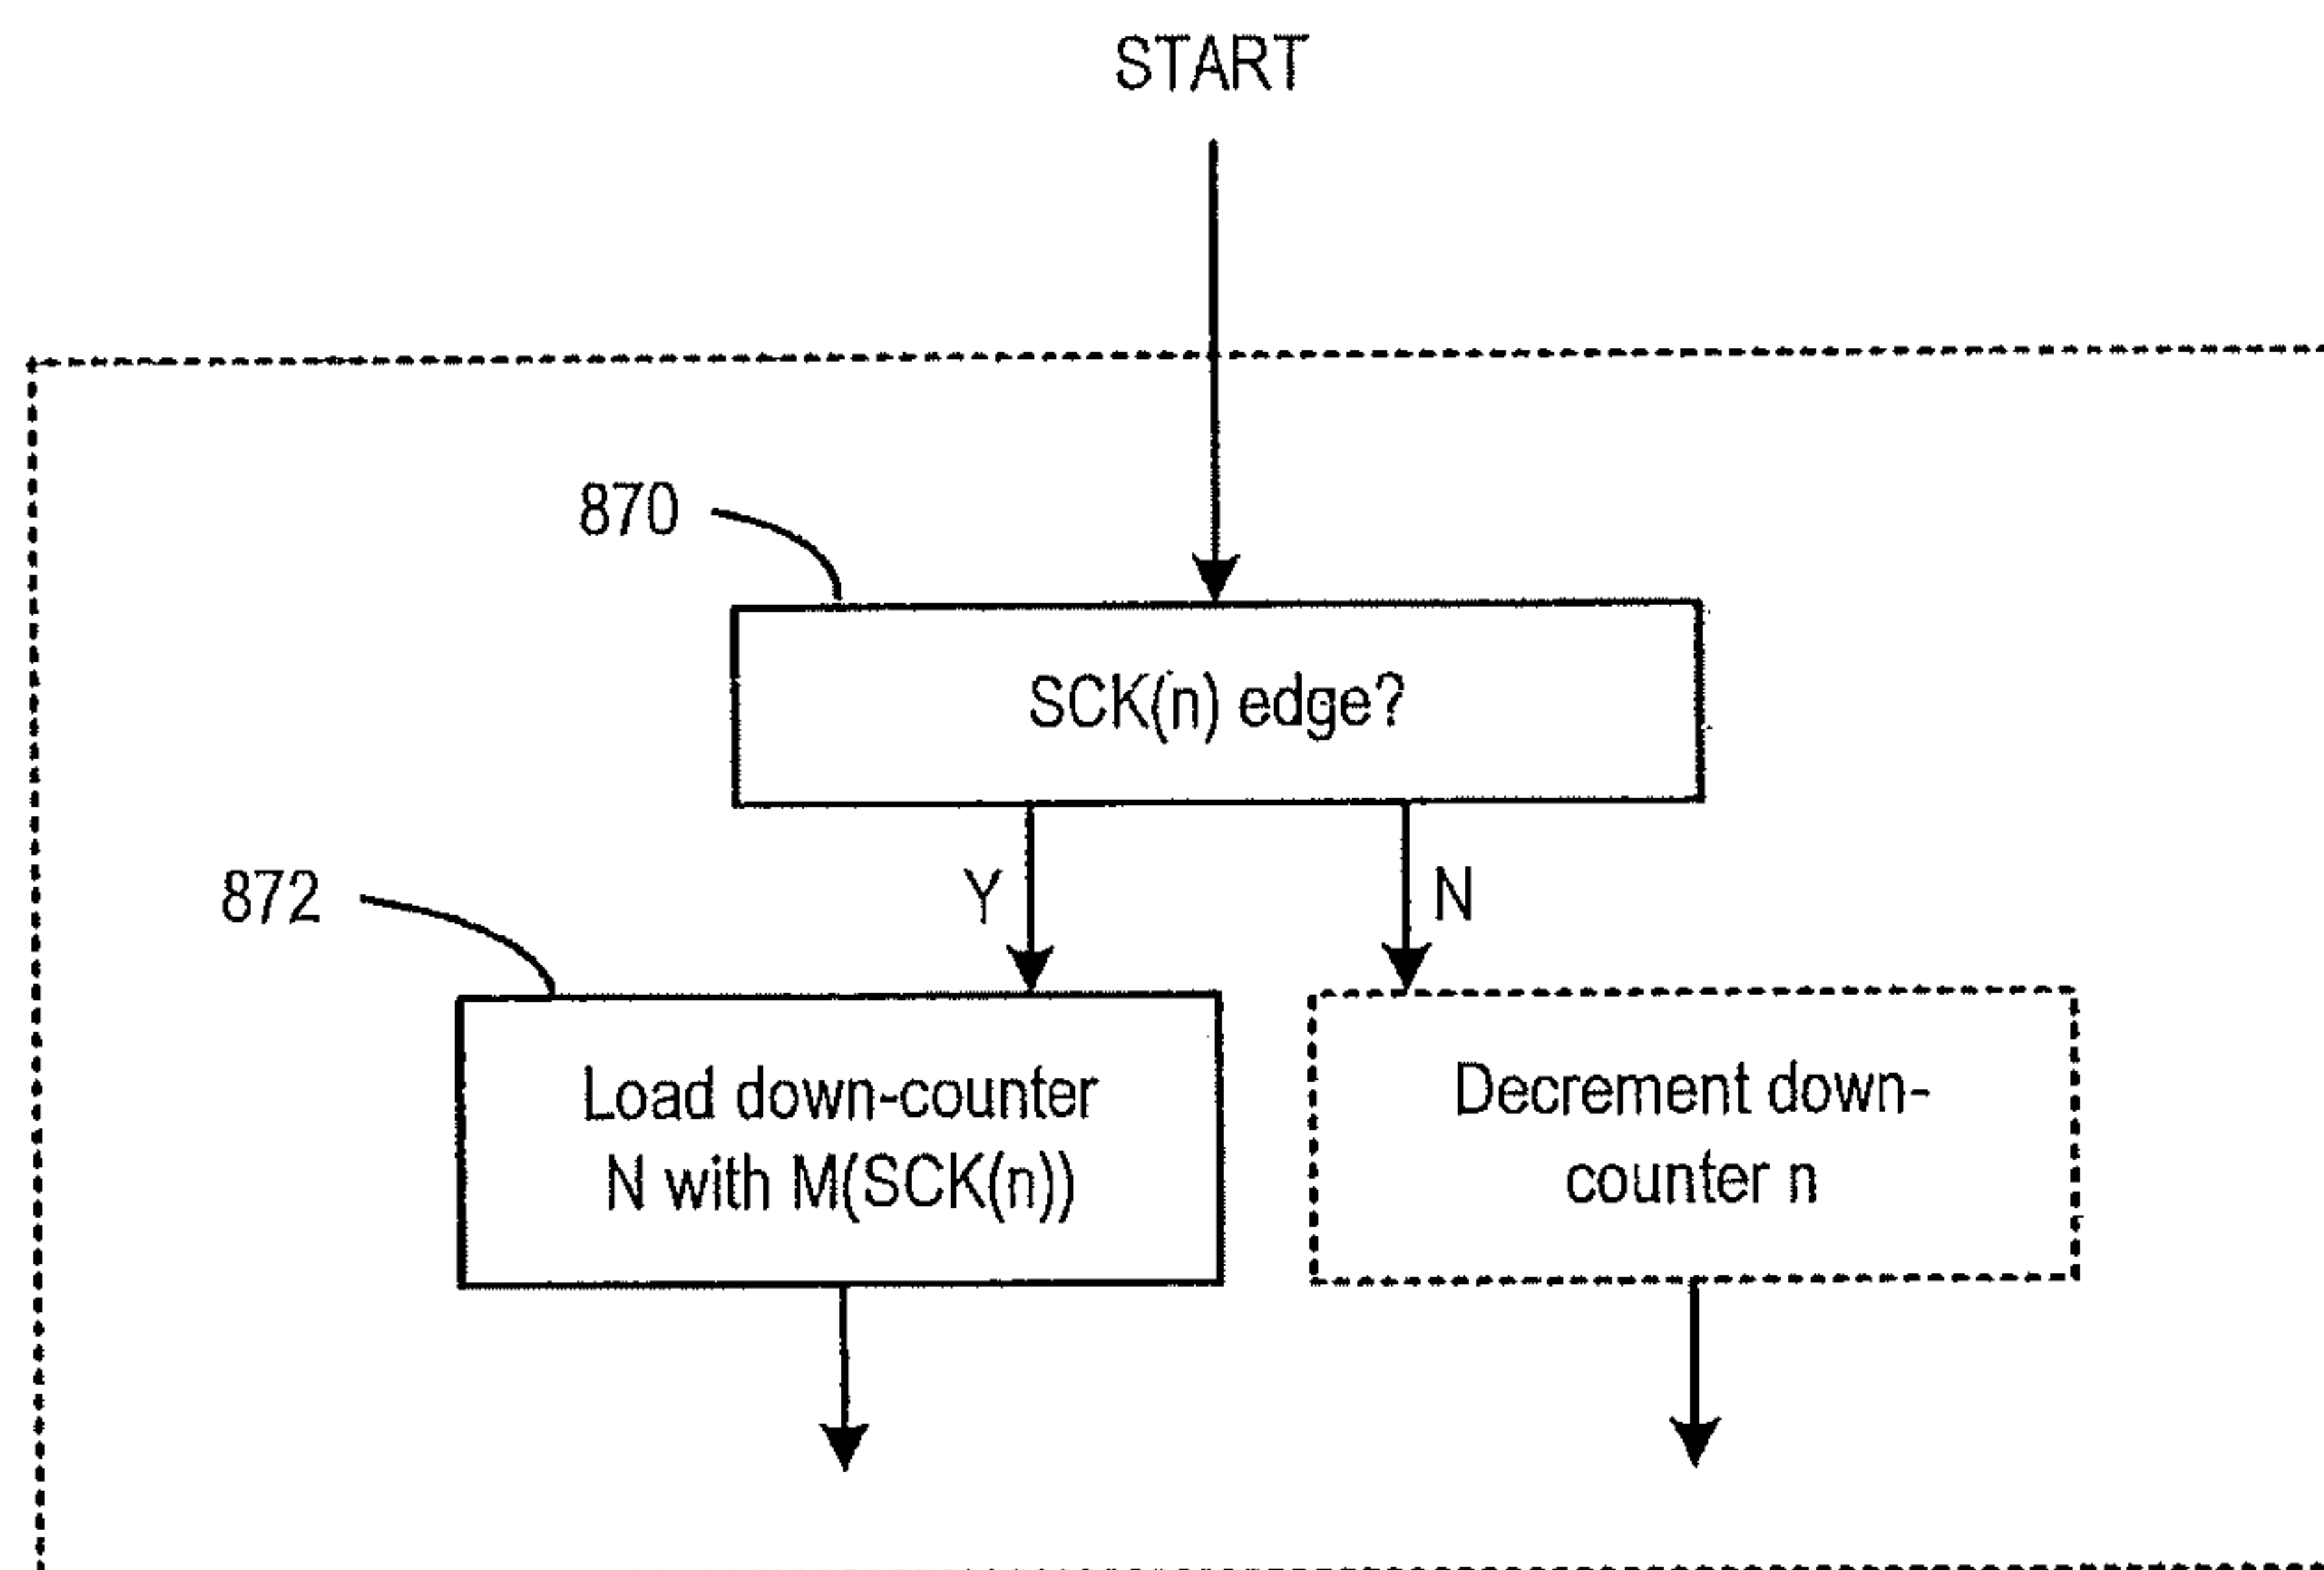 START
870
SCK(n) edge?
872
Y
N
Load down-counter
N with M(SCK(n))
Decrement down-
counter n